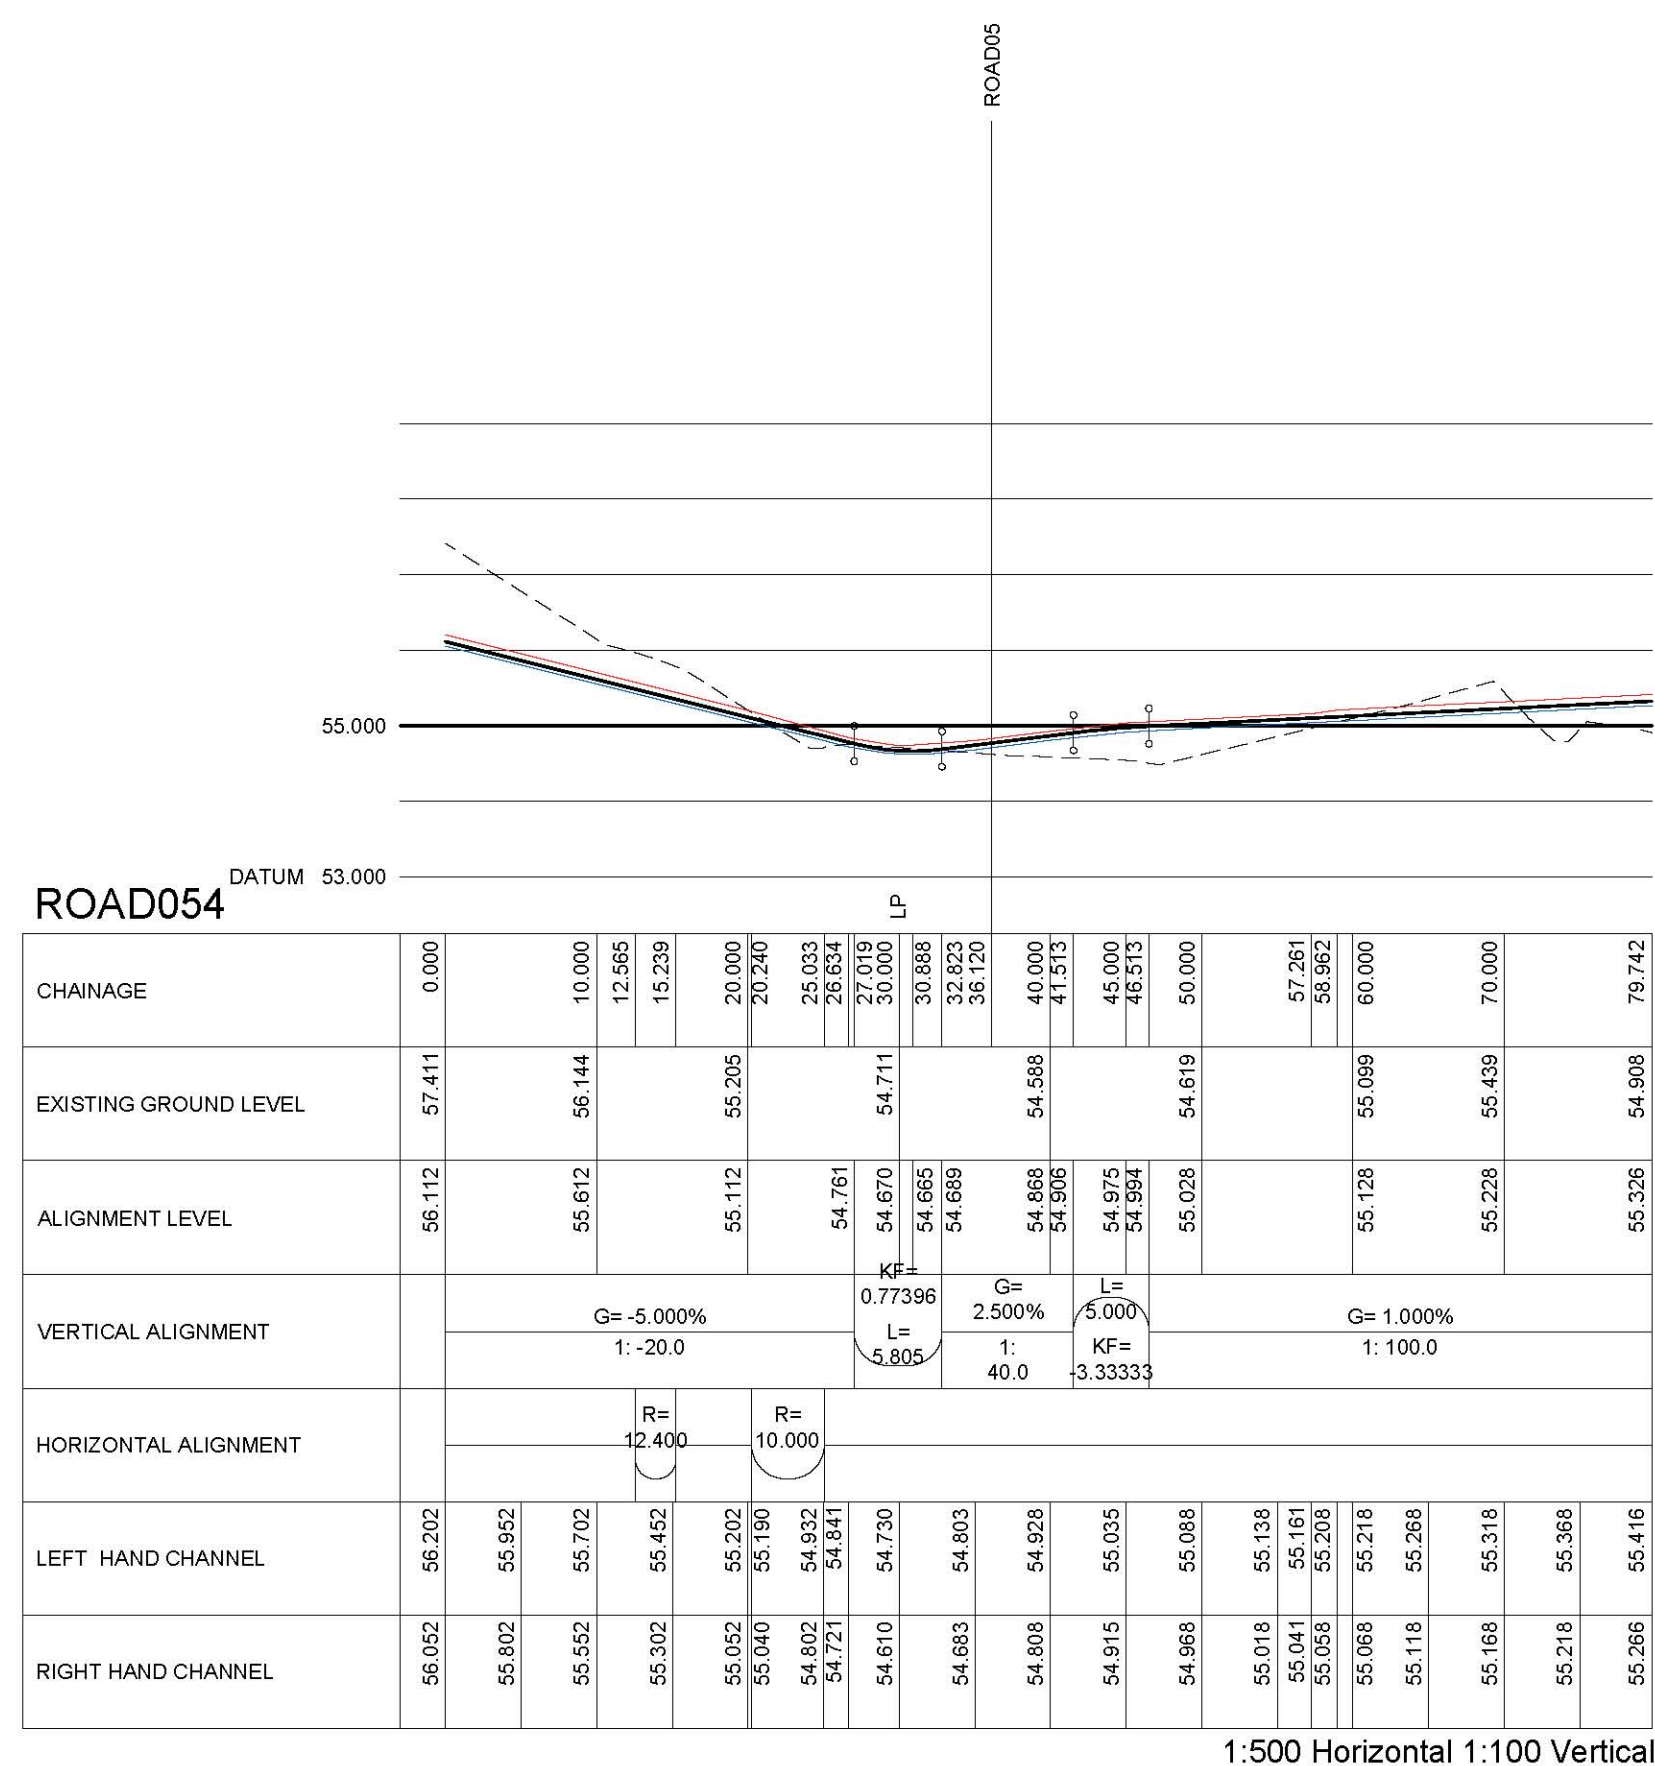 ROAD05
55.000
DATUM 53.000
ROAD054
LP
CHAINAGE 0.000 10.000 12.565 15.239 20.000 20.240 25.033 26.634 27.019 30.000 30.888 32.823 36.120 40.000 41.513 45.000 46.513 50.000 57.261 58.962 60.000 70.000 79.742
EXISTING GROUND LEVEL 57.411 56.144 55.205 54.711 54.588 54.619 55.099 55.439 54.908
ALIGNMENT LEVEL 56.112 55.612 55.112 54.761 54.670 54.665 54.689 54.868 54.906 54.975 54.994 55.028 55.128 55.228 55.326
VERTICAL ALIGNMENT
G= -5.000%
1: -20.0
KF=
0.77396
L=
5.805
G=
2.500%
1:
40.0
L=
5.000
KF=
-3.33333
G= 1.000%
1: 100.0
HORIZONTAL ALIGNMENT
R=
12.400
R=
10.000
LEFT HAND CHANNEL 56.202 55.952 55.702 55.452 55.202 55.190 54.932 54.841 54.730 54.803 54.928 55.035 55.088 55.138 55.161 55.208 55.218 55.268 55.318 55.368 55.416
RIGHT HAND CHANNEL 56.052 55.802 55.552 55.302 55.052 55.040 54.802 54.721 54.610 54.683 54.808 54.915 54.968 55.018 55.041 55.058 55.068 55.118 55.168 55.218 55.266
1:500 Horizontal 1:100 Vertical